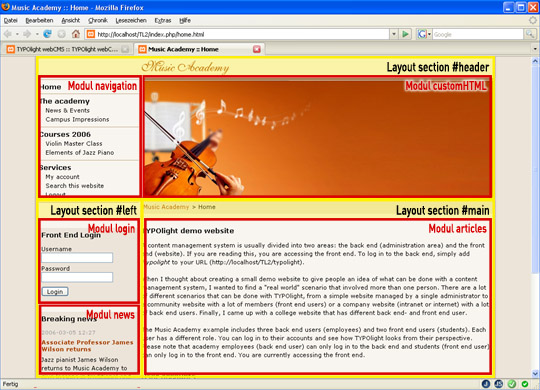 Music Academy :: Home - Mozilla Firefox
Datei Bearbeiten Ansicht Chronik Lesezeichen Extras Hilfe
http://localhost/TL2/index.php/home.html
Google
TYPOlight webCMS :: TYPOlight webC...
Music Academy :: Home
Music Academy
Layout section #header
Home
Modul navigation
Modul customHTML
The academy
News & Events
Campus Impressions
Courses 2006
Violin Master Class
Elements of Jazz Piano
Services
My account
Search this website
Logout
Layout section #left
Music Academy > Home
Layout section #main
Modul login
Modul articles
Front End Login
Username
Password
Login
TYPOlight demo website
A content management system is usually divided into two areas: the back end (administration area) and the front
end (website). If you are reading this, you are accessing the front end. To log in to the back end, simply add
typolight to your URL (http://localhost/TL2/typolight).
When I thought about creating a small demo website to give people an idea of what can be done with a content
management system, I wanted to find a "real world" scenario that involved more than one person. There are a lot
of different scenarios that can be done with TYPOlight, from a simple website managed by a single administrator to
community website with a lot of members (front end users) or a company website (intranet or internet) with a lot
of back end users. Finally, I came up with a college website that has different back end- and front end user.
The Music Academy example includes three back end users (employees) and two front end users (students). Each
user has a different role. You can log in to their accounts and see how TYPOlight looks from their perspective.
Please note that academy employees (back end user) can only log in to the back end and students (front end user)
can only log in to the front end. You are currently accessing the front end.
Modul news
Breaking news
2006-03-05 12:27
Associate Professor James
Wilson returns
Jazz pianist James Wilson
returns to Music Academy to
Fertig